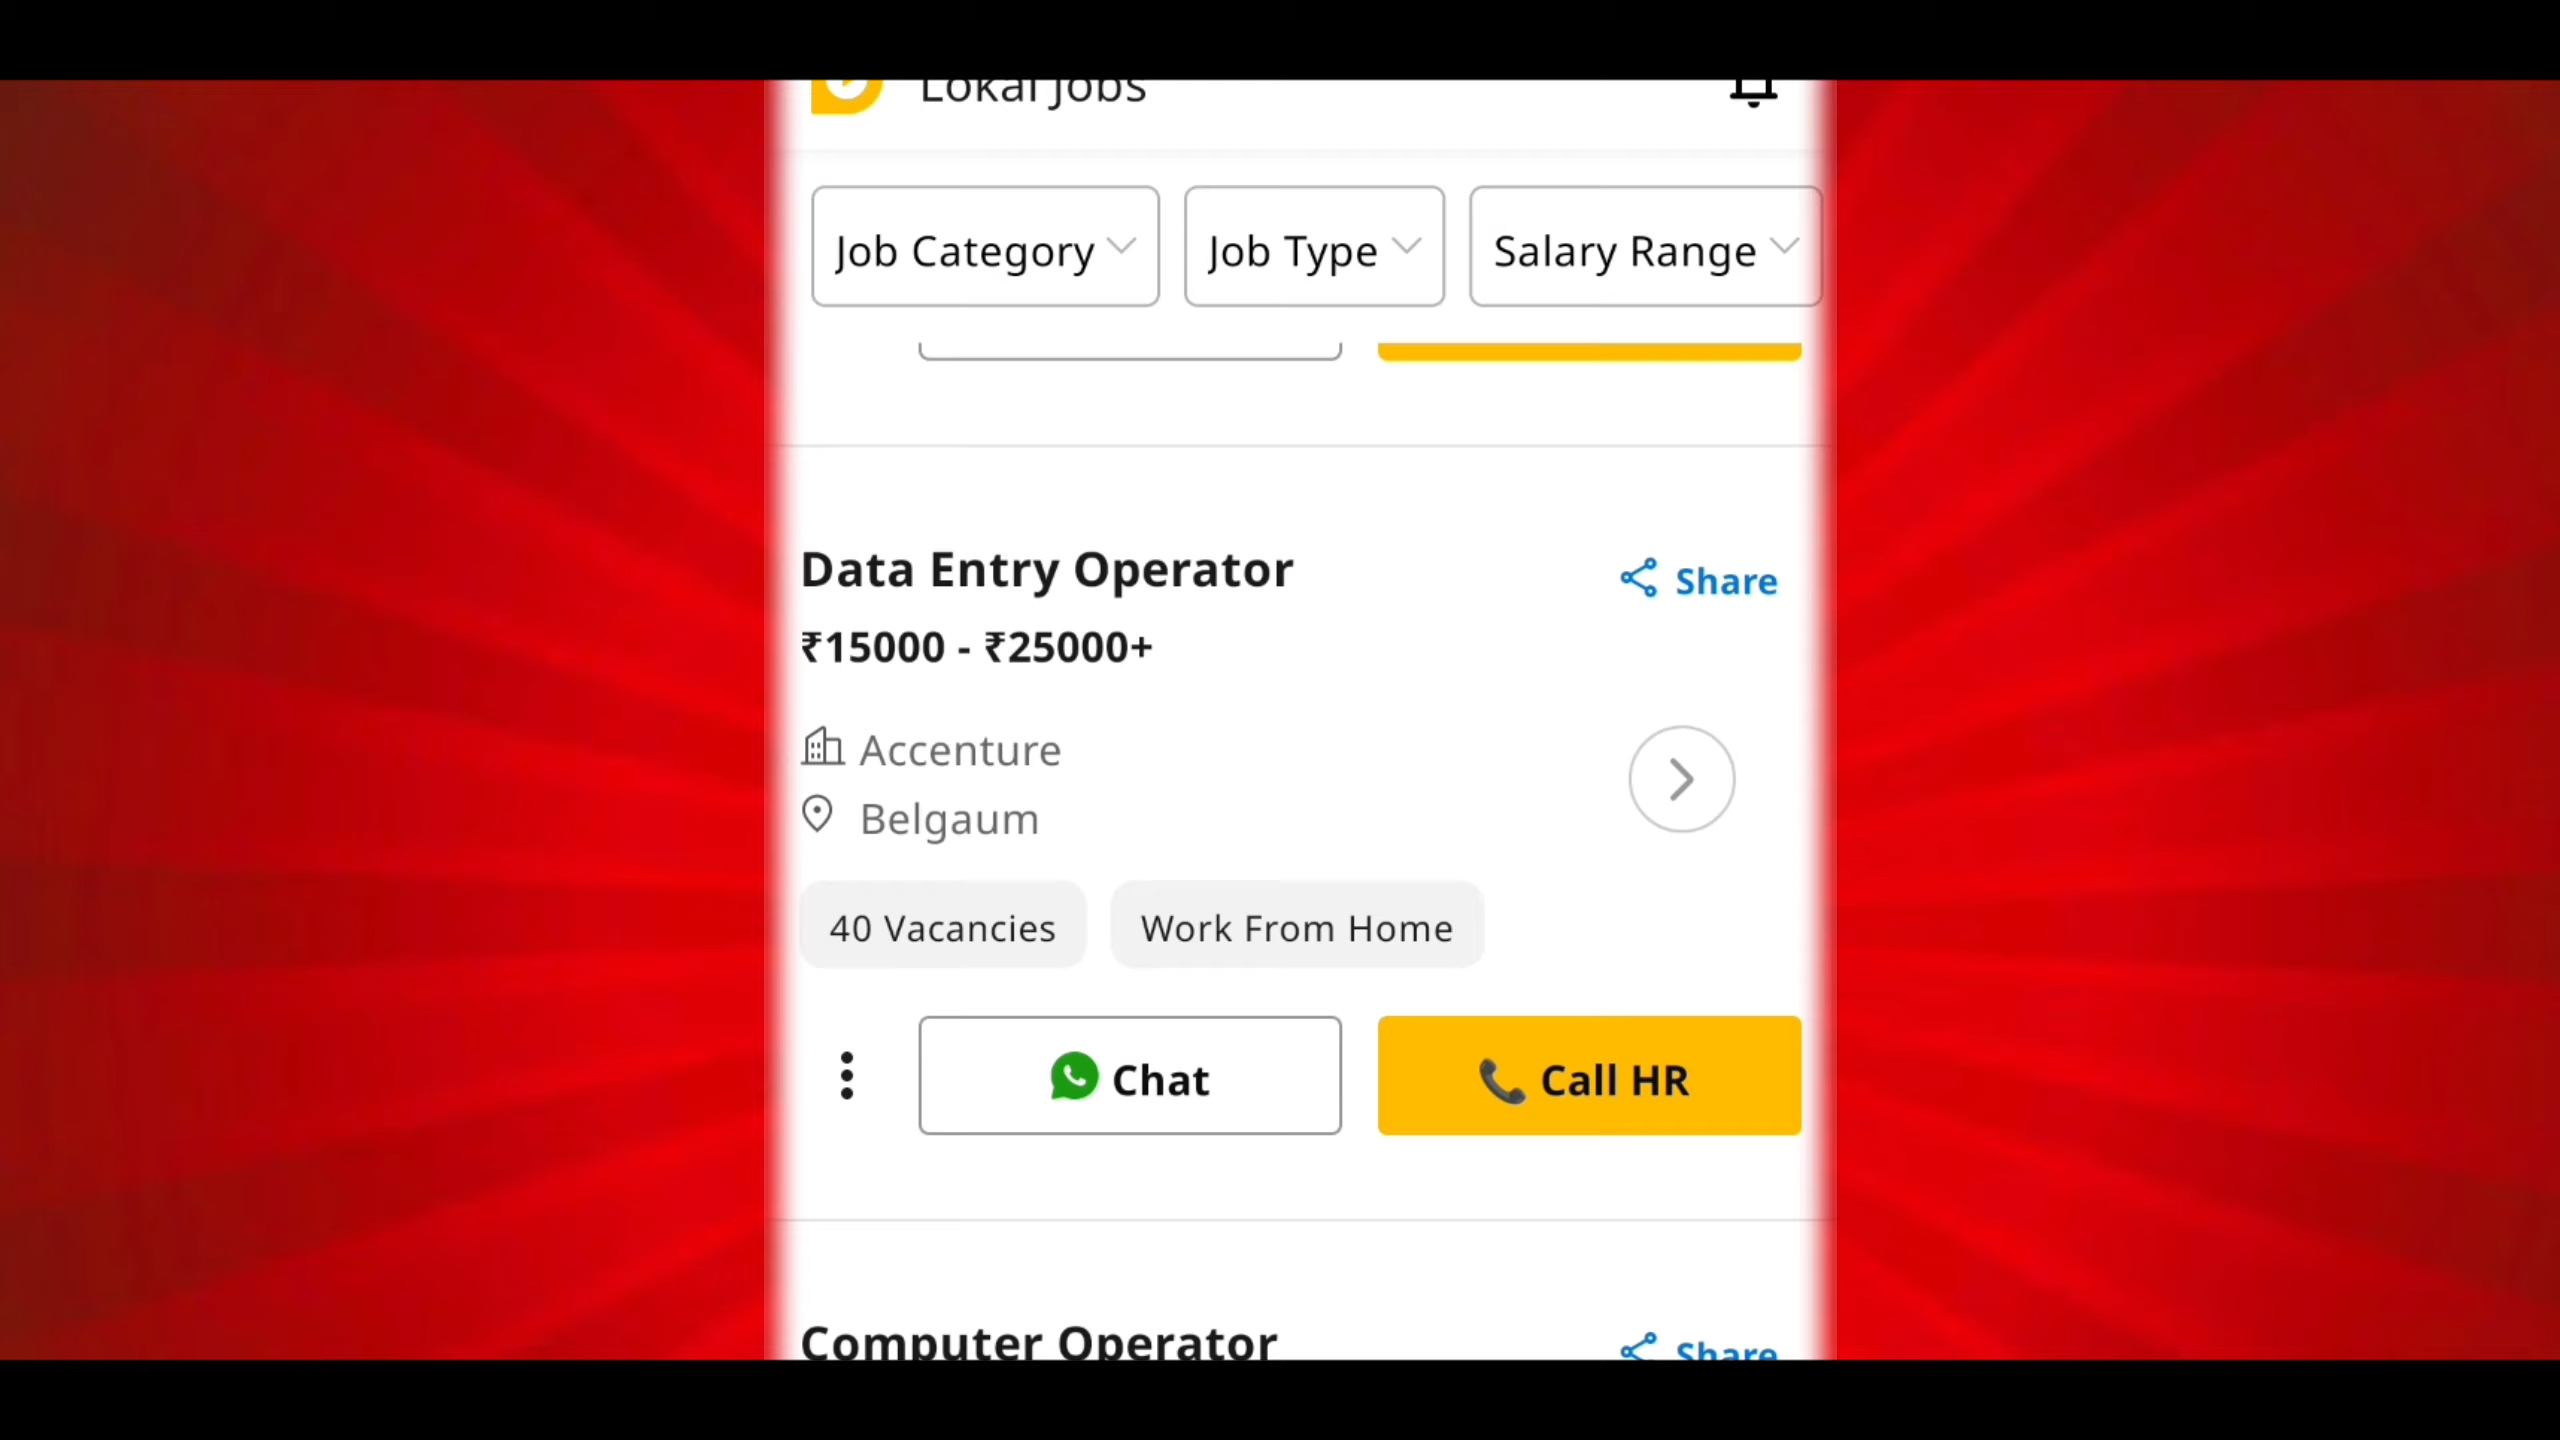 Lokal Jobs
Job Category
Job Type
Salary Range
Data Entry Operator
Share
₹15000 - ₹25000+
Accenture
Belgaum
40 Vacancies
Work From Home
Chat
Call HR
Computer Operator
Share